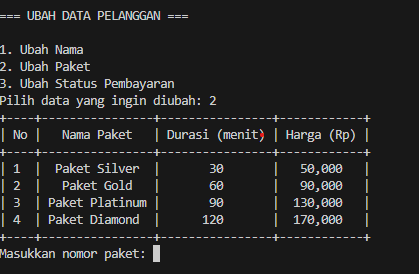 === UBAH DATA PELANGGAN ===
1. Ubah Nama
2. Ubah Paket
3. Ubah Status Pembayaran
Pilih data yang ingin diubah: 2
+----+----------------+----------------+------------+
| No | Nama Paket | Durasi (menit) | Harga (Rp) |
+----+----------------+----------------+------------+
| 1 | Paket Silver | 30 | 50,000 |
| 2 | Paket Gold | 60 | 90,000 |
| 3 | Paket Platinum | 90 | 130,000 |
| 4 | Paket Diamond | 120 | 170,000 |
+----+----------------+----------------+------------+
Masukkan nomor paket: